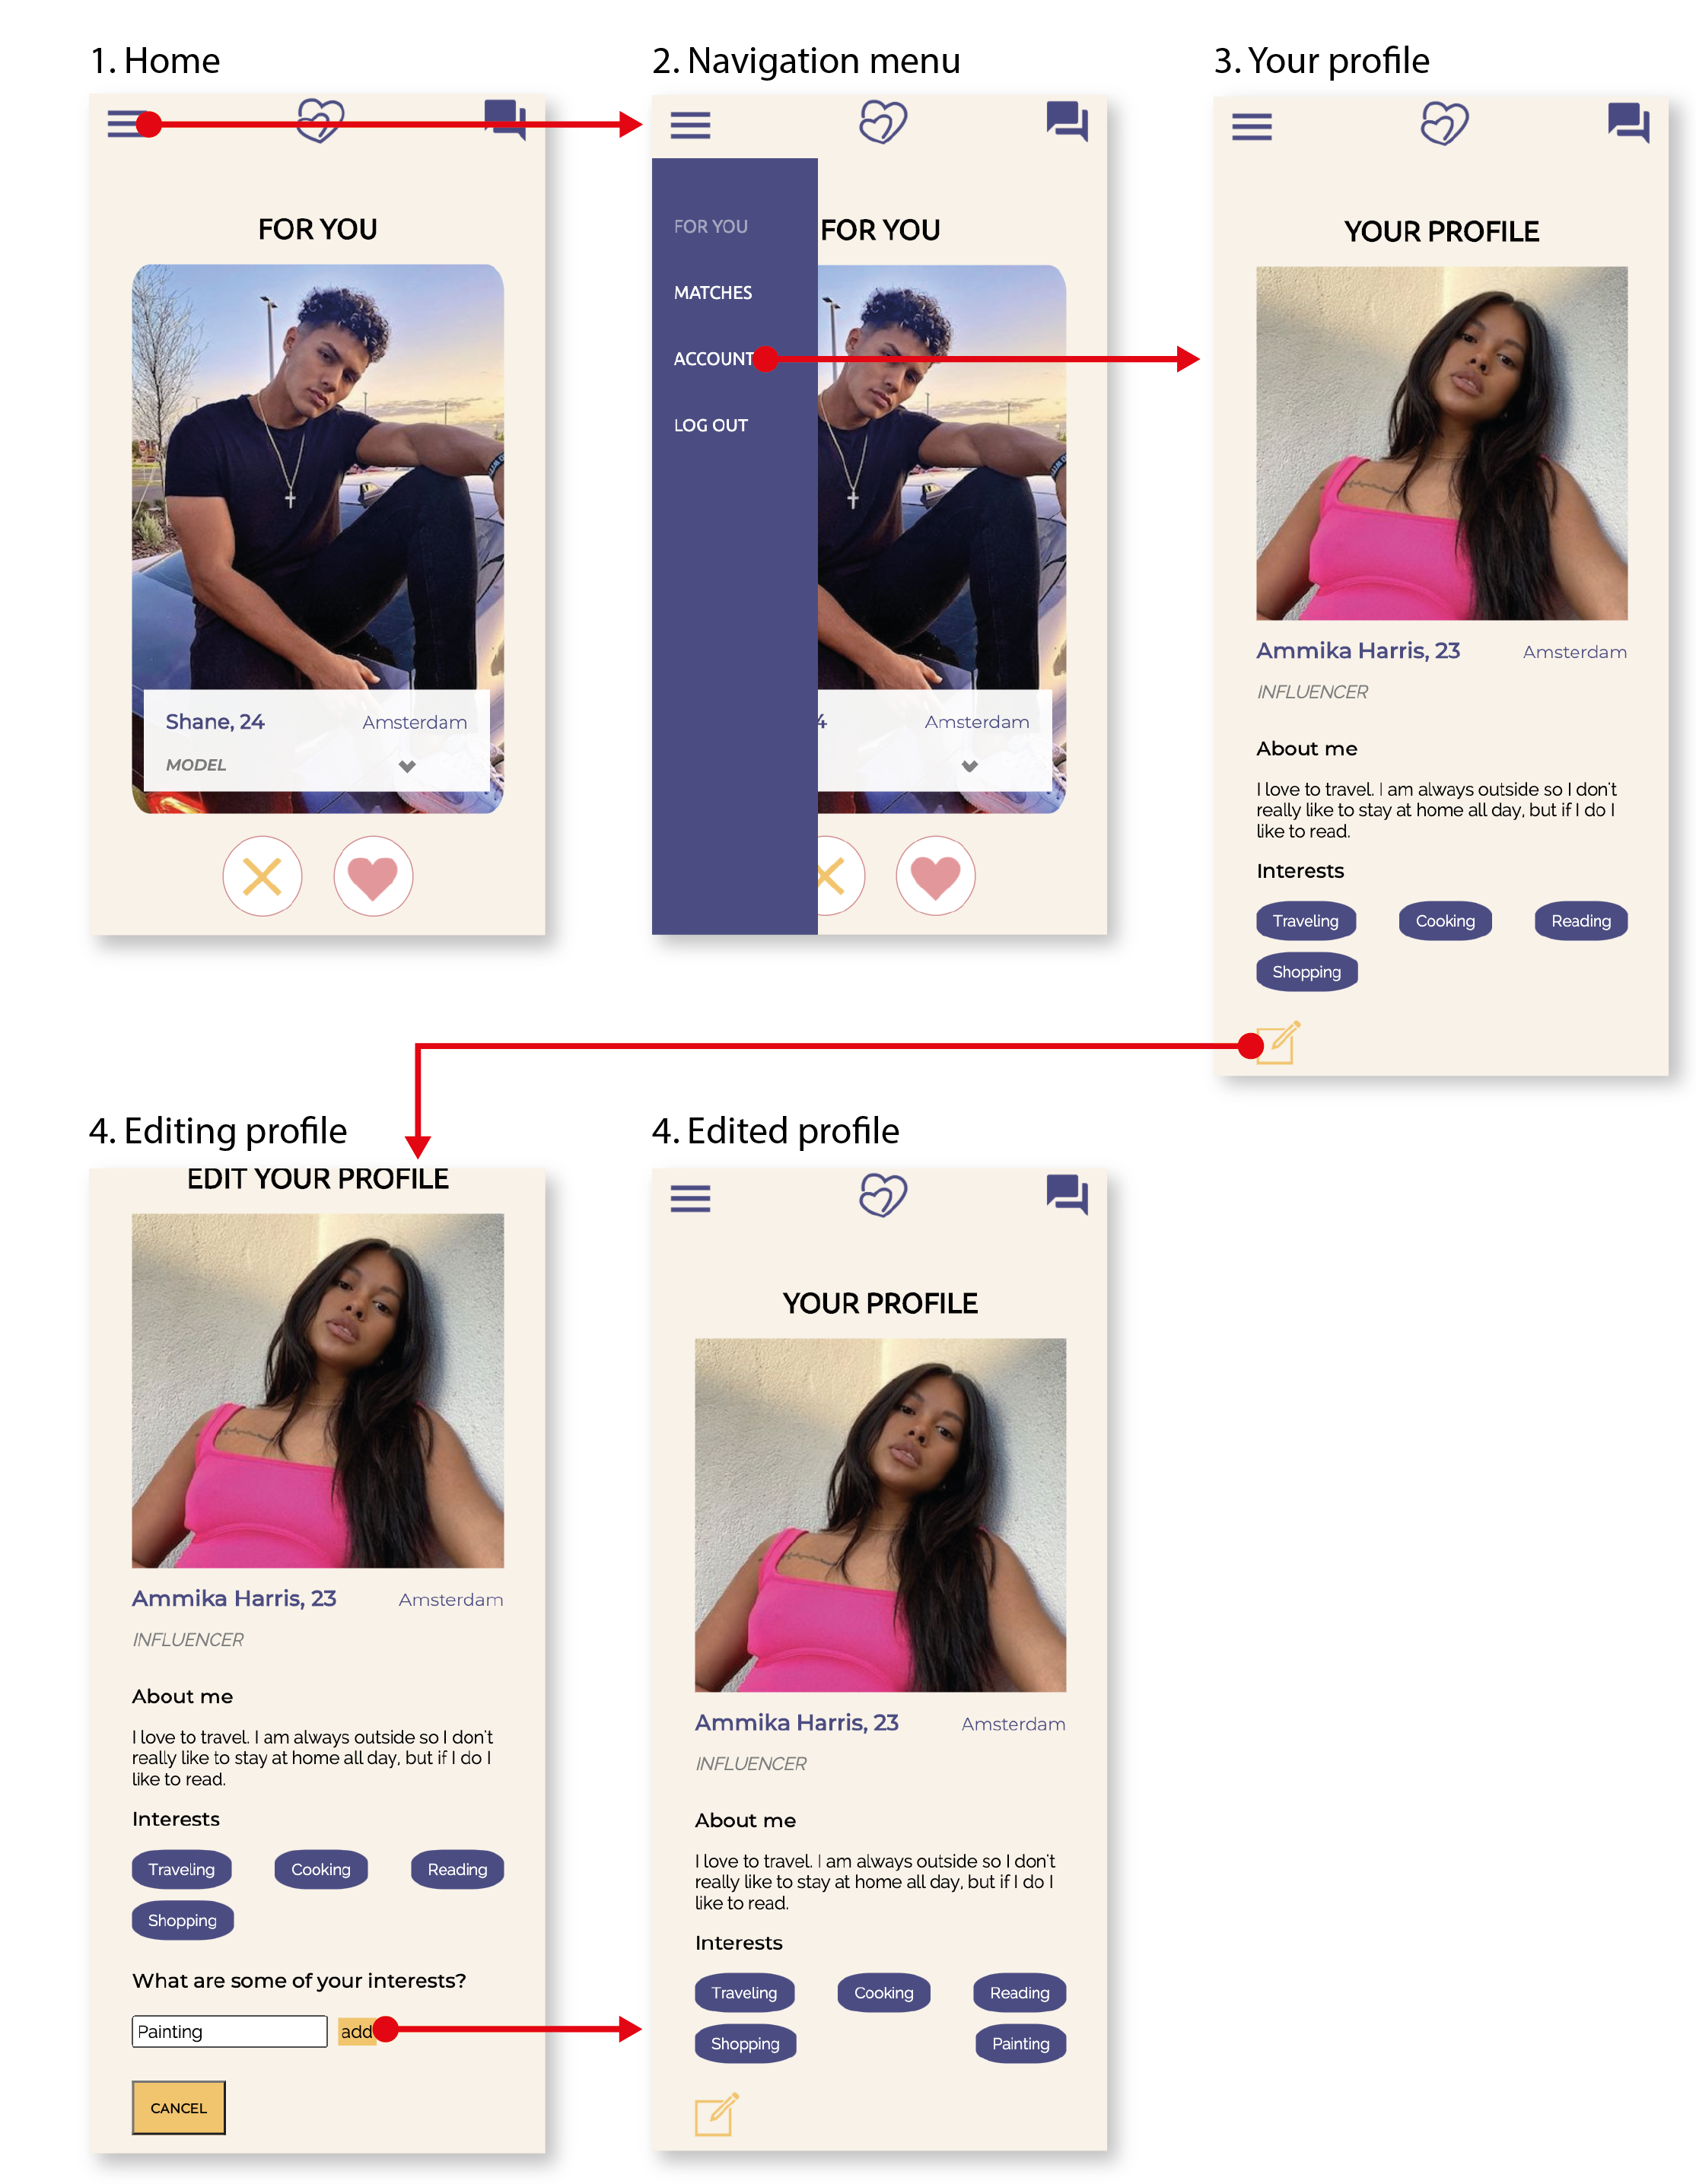 1. Home
FOR YOU
Shane, 24
Amsterdam
MODEL
2. Navigation menu
FOR YOU
MATCHES
ACCOUNT
LOG OUT
FOR YOU
4
Amsterdam
3. Your profile
YOUR PROFILE
Ammika Harris, 23
Amsterdam
INFLUENCER
About me
I love to travel. I am always outside so I don't
really like to stay at home all day, but if I do I
like to read.
Interests
Traveling
Cooking
Reading
Shopping
4. Editing profile
EDIT YOUR PROFILE
Ammika Harris, 23
Amsterdam
INFLUENCER
About me
I love to travel. I am always outside so I don't
really like to stay at home all day, but if I do I
like to read.
Interests
Traveling
Cooking
Reading
Shopping
What are some of your interests?
Painting
add
CANCEL
4. Edited profile
YOUR PROFILE
Ammika Harris, 23
Amsterdam
INFLUENCER
About me
I love to travel. I am always outside so I don't
really like to stay at home all day, but if I do I
like to read.
Interests
Traveling
Cooking
Reading
Shopping
Painting